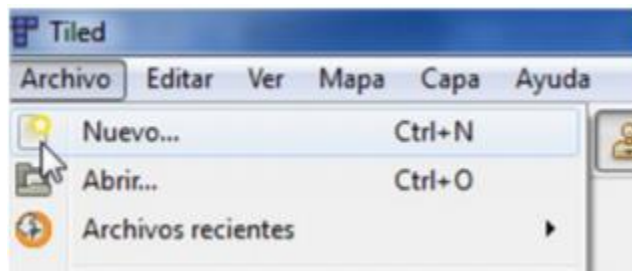 Tiled
Archivo Editar Ver Mapa Capa Ayuda
Nuevo... Ctrl+N
Abrir... Ctrl+O
Archivos recientes